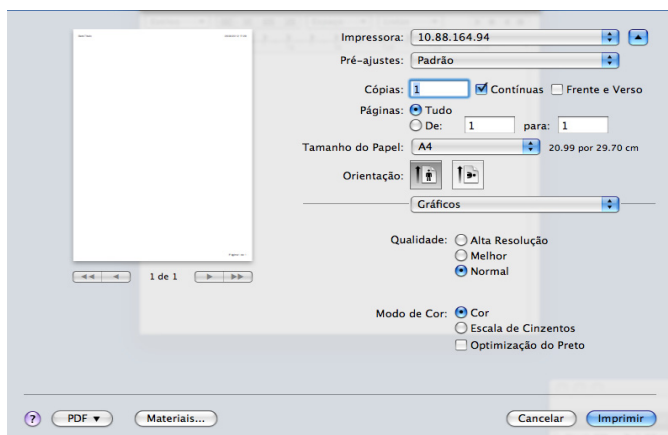 Impressora: 10.88.164.94
Pré-ajustes: Padrão
Cópias: 1 Contínuas Frente e Verso
Páginas: Tudo
De: 1 para: 1
Tamanho do Papel: A4 20.99 por 29.70 cm
Orientação:
Gráficos
Qualidade: Alta Resolução
Melhor
Normal
1 de 1
Modo de Cor: Cor
Escala de Cinzentos
Optimização do Preto
? PDF Materiais... Cancelar Imprimir